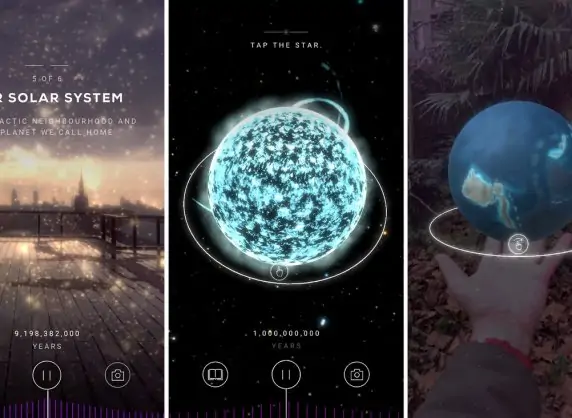 5 OF 6
R SOLAR SYSTEM
ACTIC NEIGHBOURHOOD AND
PLANET WE CALL HOME
9,198,382,000
YEARS
TAP THE STAR.
1,000,000,000
YEARS